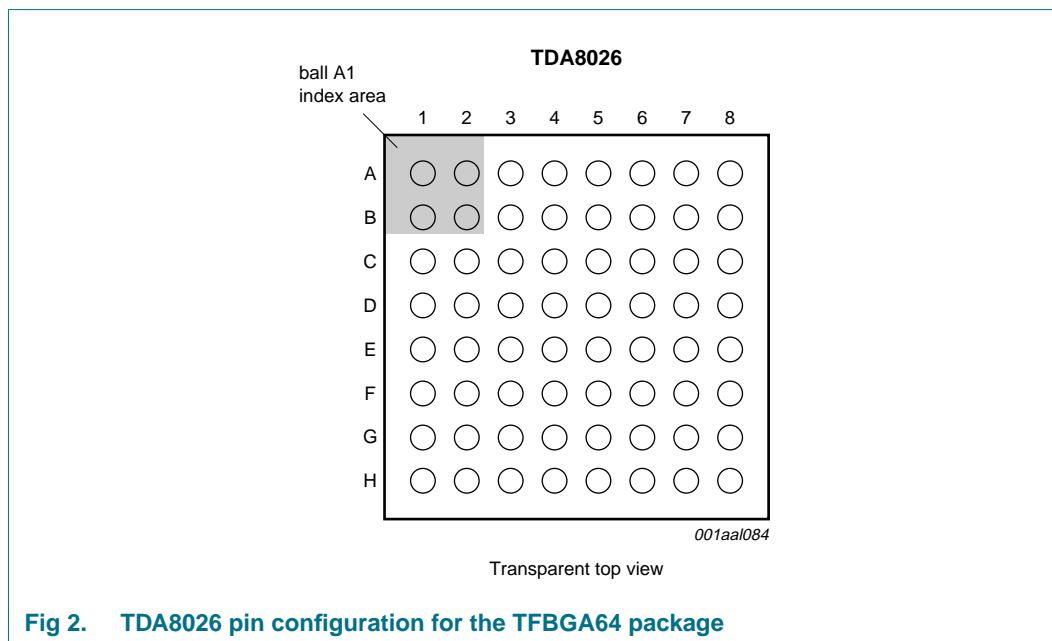 TDA8026
ball A1
index area
1 2 3 4 5 6 7 8
A
B
C
D
E
F
G
H
001aal084
Transparent top view
Fig 2. TDA8026 pin configuration for the TFBGA64 package